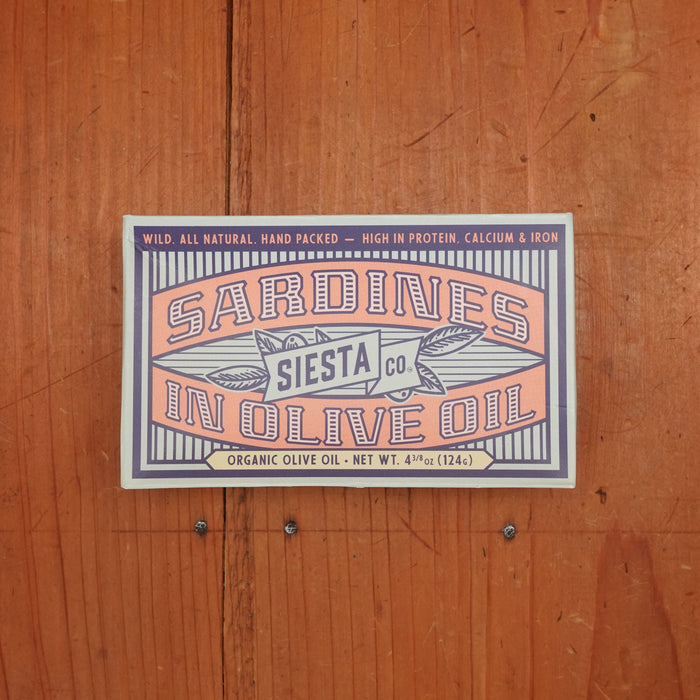 WILD. ALL NATURAL. HAND PACKED — HIGH IN PROTEIN, CALCIUM & IRON
SARDINES
SIESTA CO
IN OLIVE OIL
ORGANIC OLIVE OIL • NET WT. 4 3/8 OZ (124G)